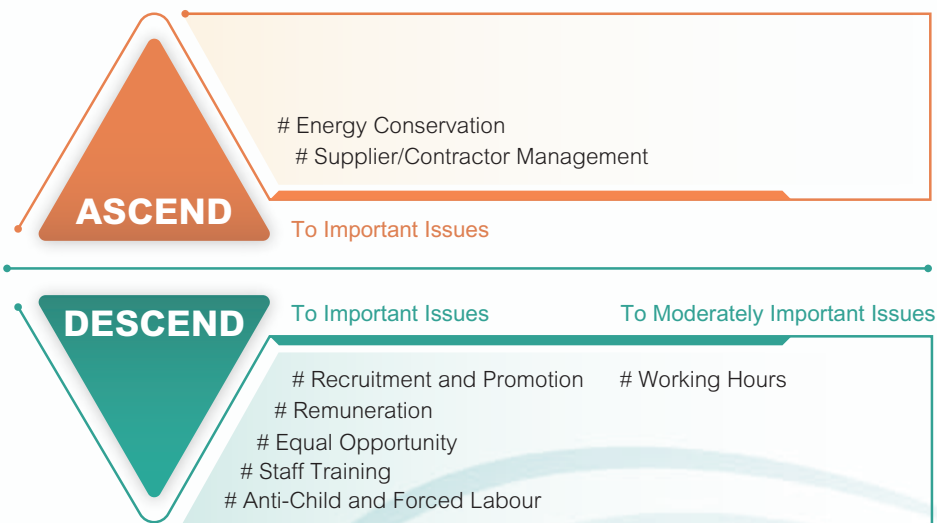 # Energy Conservation
# Supplier/Contractor Management
ASCEND
To Important Issues
DESCEND
To Important Issues
To Moderately Important Issues
# Recruitment and Promotion
# Working Hours
# Remuneration
# Equal Opportunity
# Staff Training
# Anti-Child and Forced Labour